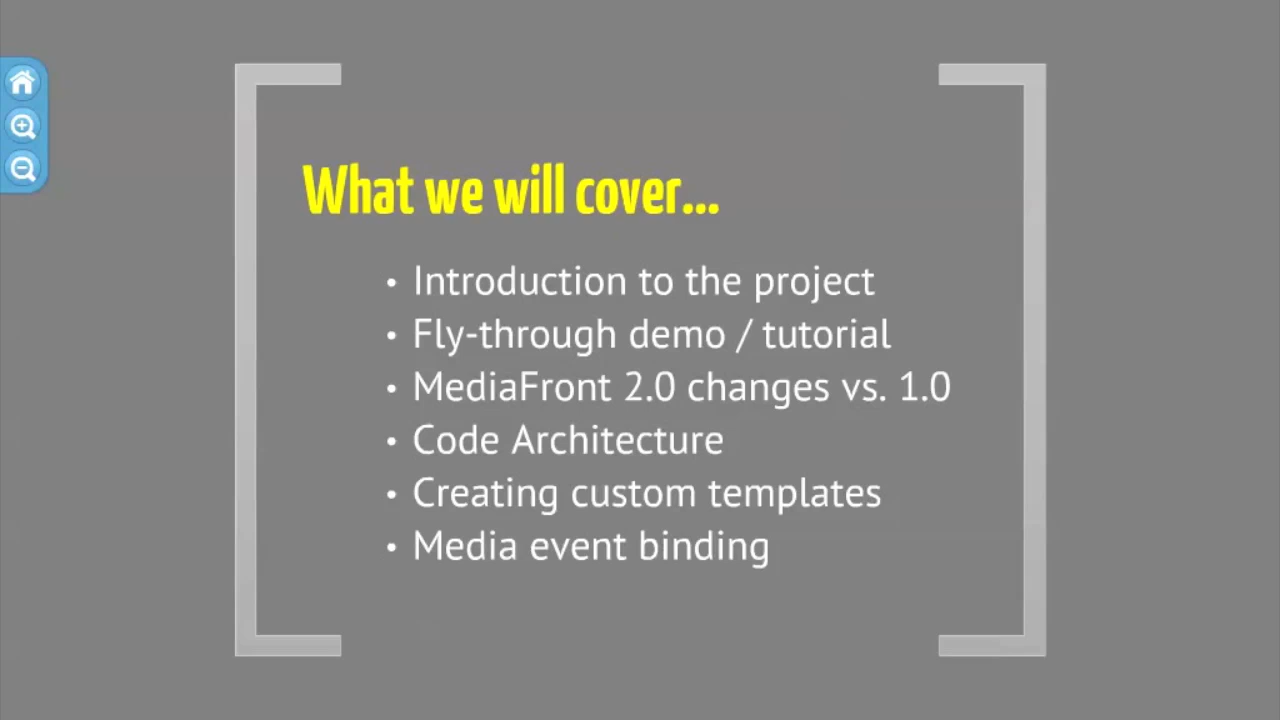 What we will cover...
• Introduction to the project
• Fly-through demo / tutorial
• MediaFront 2.0 changes vs. 1.0
• Code Architecture
• Creating custom templates
• Media event binding